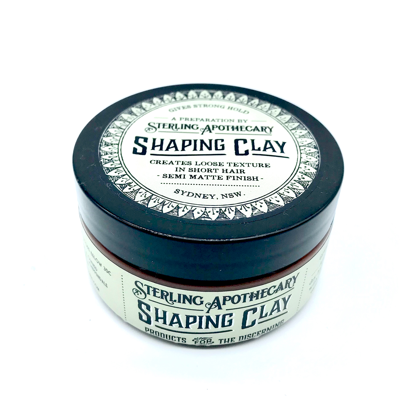 GIVES STRONG HOLD
A PREPARATION BY
STERLING APOTHECARY
SHAPING CLAY
CREATES LOOSE TEXTURE
IN SHORT HAIR
- SEMI MATTE FINISH -
SYDNEY, NSW.
STERLING APOTHECARY
SHAPING CLAY
PRODUCTS FOR THE DISCERNING